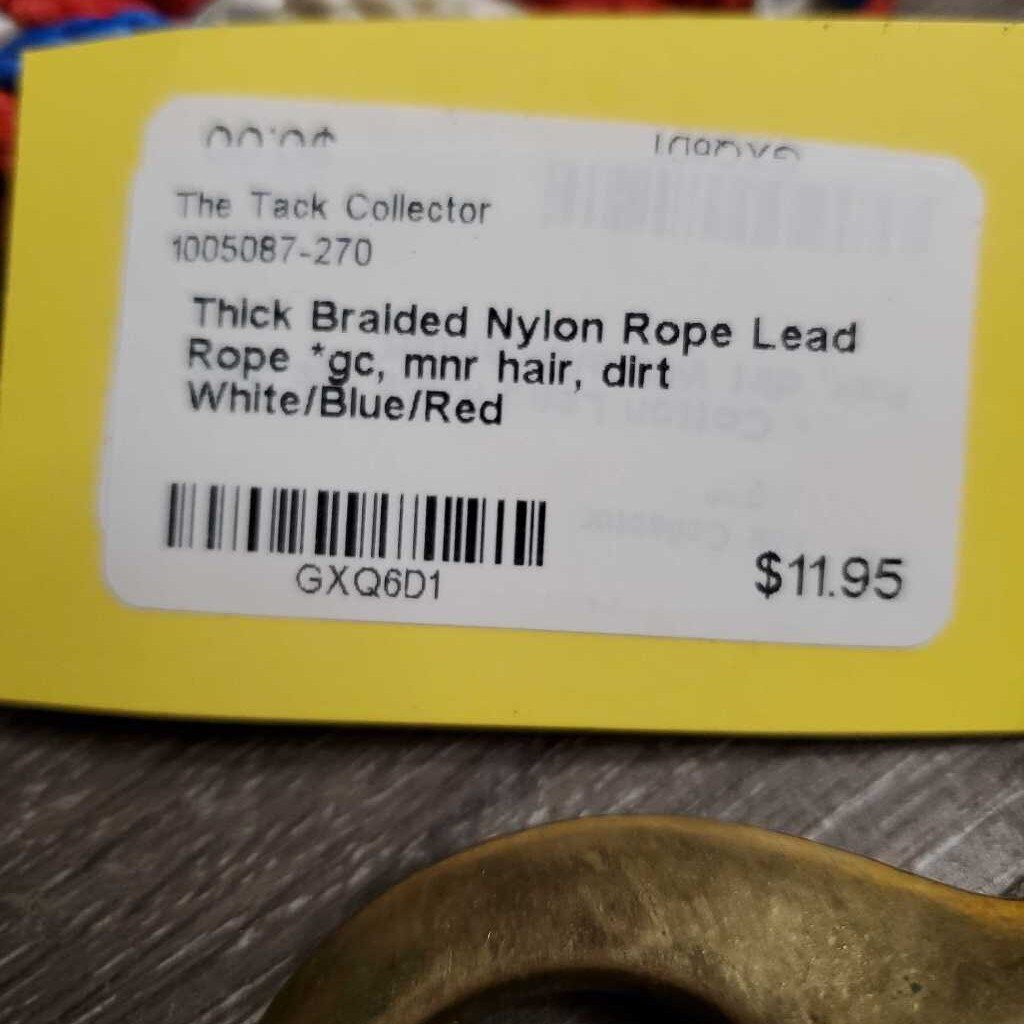 The Tack Collector
1005087-270
Thick Braided Nylon Rope Lead
Rope *gc, mnr hair, dirt
White/Blue/Red
GXQ6D1
$11.95